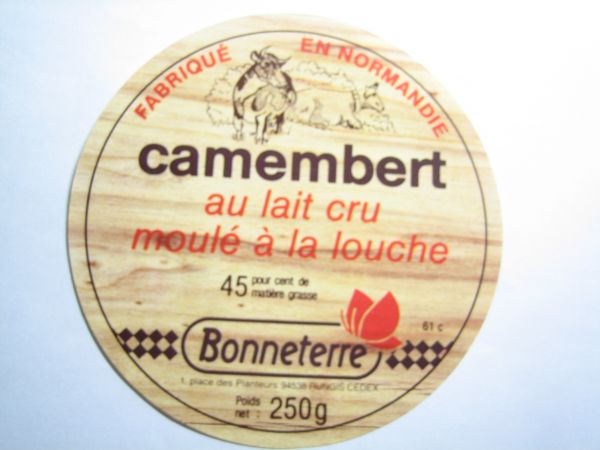 FABRIQUÉ EN NORMANDIE
camembert
au lait cru
moulé à la louche
45 pour cent de
matière grasse
61 c
Bonneterre
1, place des Planteurs 94538 RUNGIS CEDEX
Poids
net : 250g